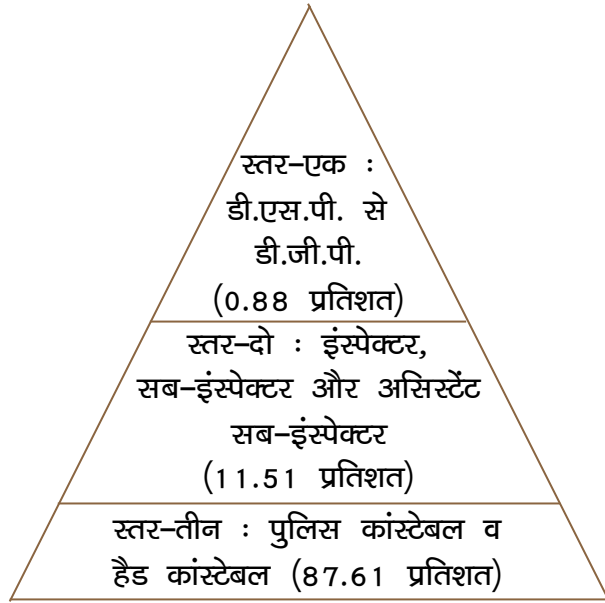 स्तर–एक :
डी.एस.पी. से
डी.जी.पी.
(0.88 प्रतिशत)
स्तर–दो : इंस्पेक्टर,
सब–इंस्पेक्टर और असिस्टेंट
सब–इंस्पेक्टर
(11.51 प्रतिशत)
स्तर–तीन : पुलिस कांस्टेबल व
हैड कांस्टेबल (87.61 प्रतिशत)